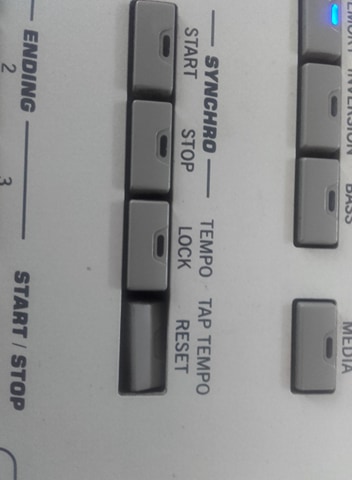 INVERSION BASS MEDIA
SYNCHRO TEMPO TAP TEMPO
START STOP LOCK RESET
ENDING START / STOP
2 3